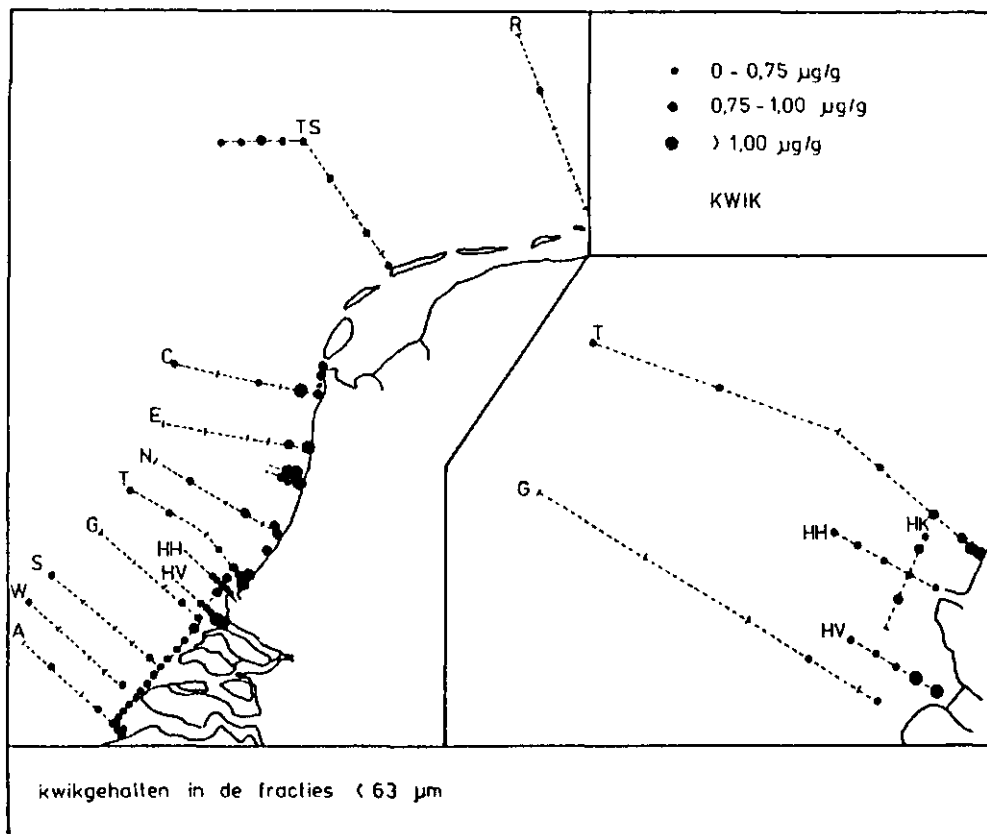 R
TS
0 - 0,75 µg/g
0,75 - 1,00 µg/g
> 1,00 µg/g
KWIK
C
E
N
T
G
HH
HV
S
W
A
T
G
HH
HK
HV
kwikgehalten in de fracties < 63 µm